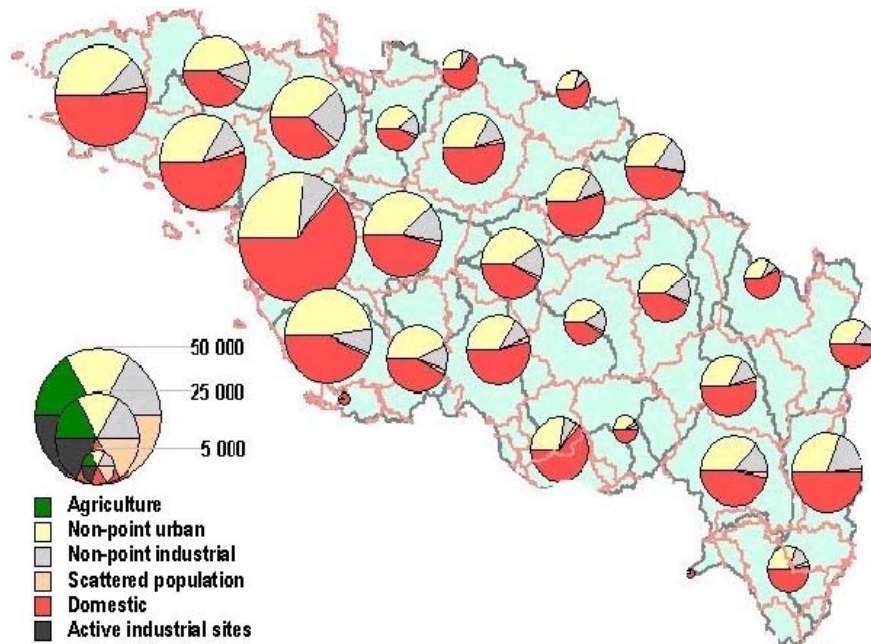 50 000
25 000
5 000
Agriculture
Non-point urban
Non-point industrial
Scattered population
Domestic
Active industrial sites